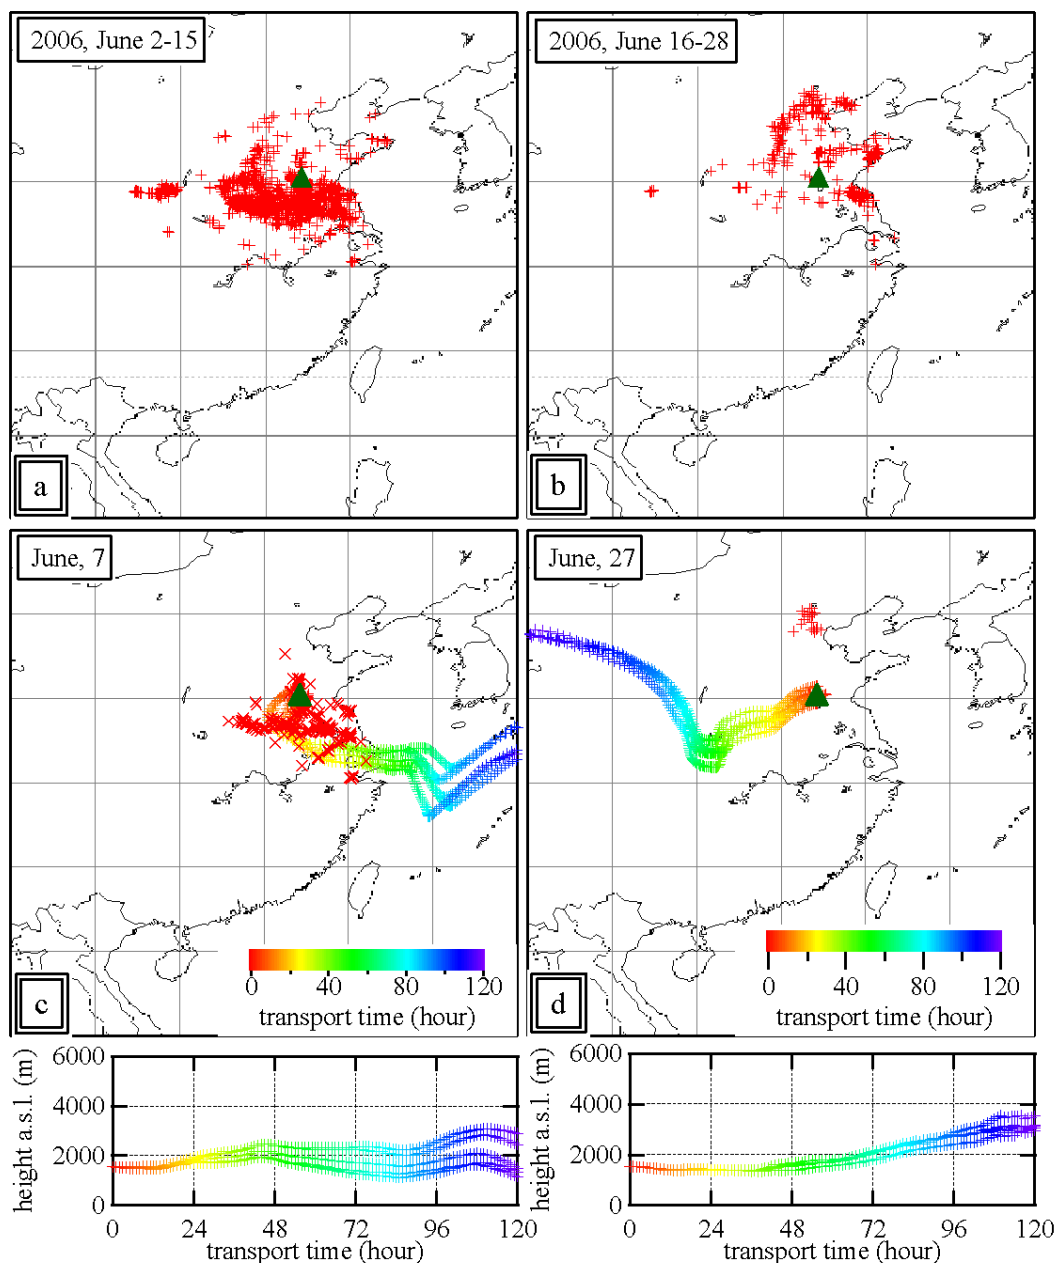 2006, June 2-15
2006, June 16-28
a
b
June, 7
June, 27
c
0 40 80 120
transport time (hour)
d
0 40 80 120
transport time (hour)
height a.s.l. (m)
6000
4000
2000
0
0 24 48 72 96 120
transport time (hour)
height a.s.l. (m)
6000
4000
2000
0
0 24 48 72 96 120
transport time (hour)